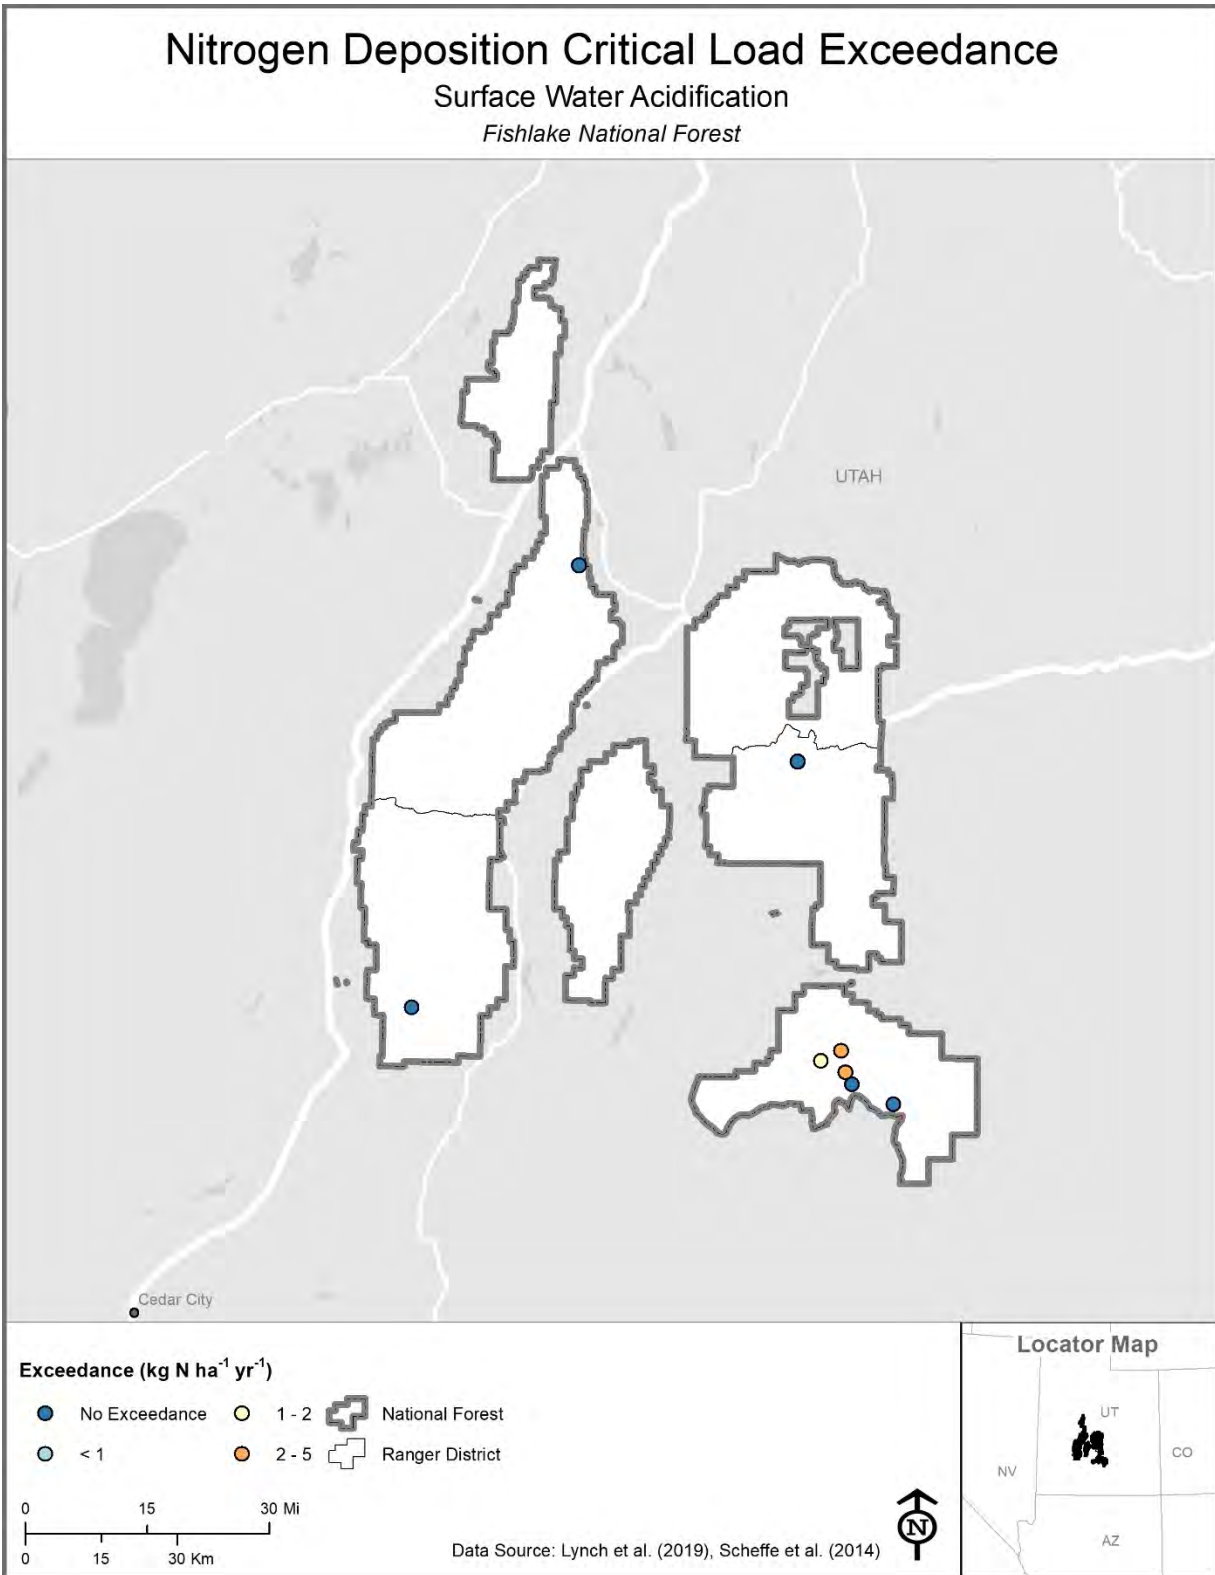 Nitrogen Deposition Critical Load Exceedance
Surface Water Acidification
Fishlake National Forest
UTAH
Cedar City
Exceedance (kg N ha⁻¹ yr⁻¹)
No Exceedance
1 - 2
National Forest
< 1
2 - 5
Ranger District
0 15 30 Mi
0 15 30 Km
Data Source: Lynch et al. (2019), Scheffe et al. (2014)
N
Locator Map
UT
CO
NV
AZ